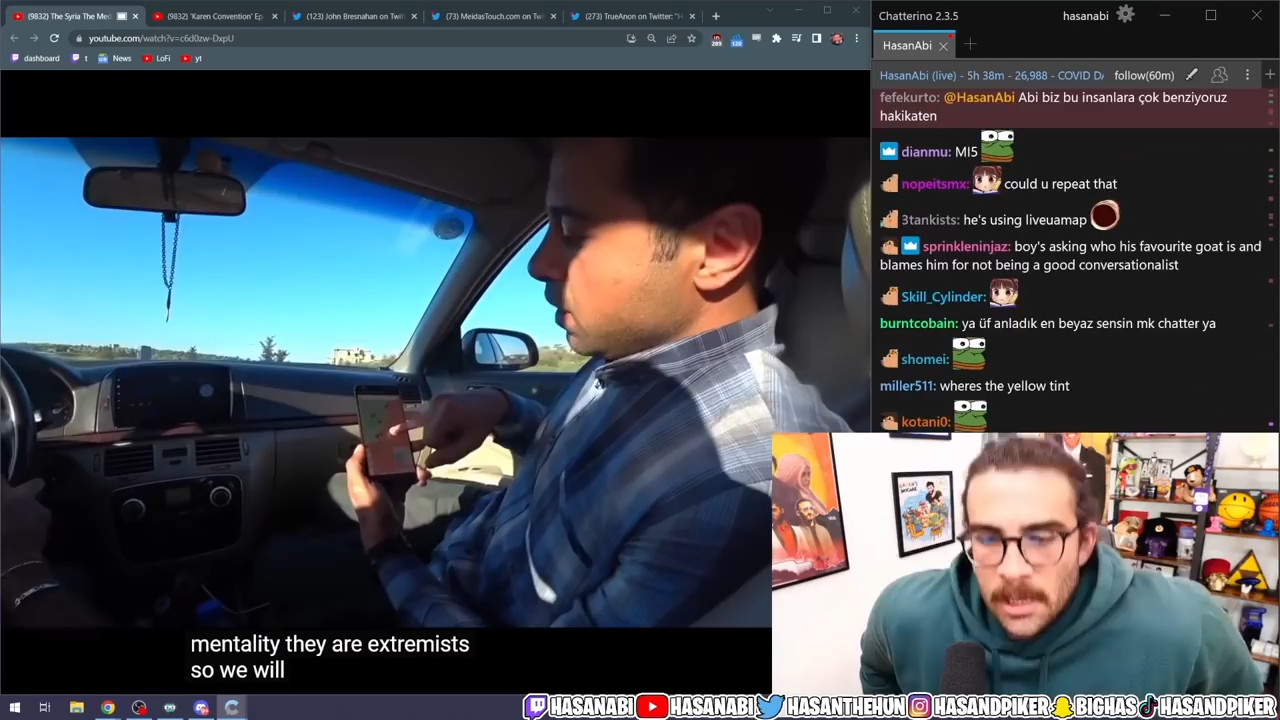 (9832) The Syria The Med
(9832) 'Karen Convention' Ep
(123) John Bresnahan on Twit
(73) MeidasTouch.com on Twi
(273) TrueAnon on Twitter: "H
youtube.com/watch?v=c6d0zw-DxpU
289
120
dashboard
t
News
LoFi
yt
Chatterino 2.3.5
hasanabi
HasanAbi
HasanAbi (live) - 5h 38m - 26,988 - COVID DA
follow(60m)
fefekurto: @HasanAbi Abi biz bu insanlara çok benziyoruz
hakikaten
dianmu: MI5
nopeitsmx: could u repeat that
3tankists: he's using liveuamap
sprinkleninjaz: boy's asking who his favourite goat is and
blames him for not being a good conversationalist
Skill_Cylinder:
burntcobain: ya üf anladık en beyaz sensin mk chatter ya
shomei:
miller511: wheres the yellow tint
kotani0:
mentality they are extremists
so we will
HASANABI HASANABI HASANTHEHUN HASANDPIKER BIGHAS HASANDPIKER